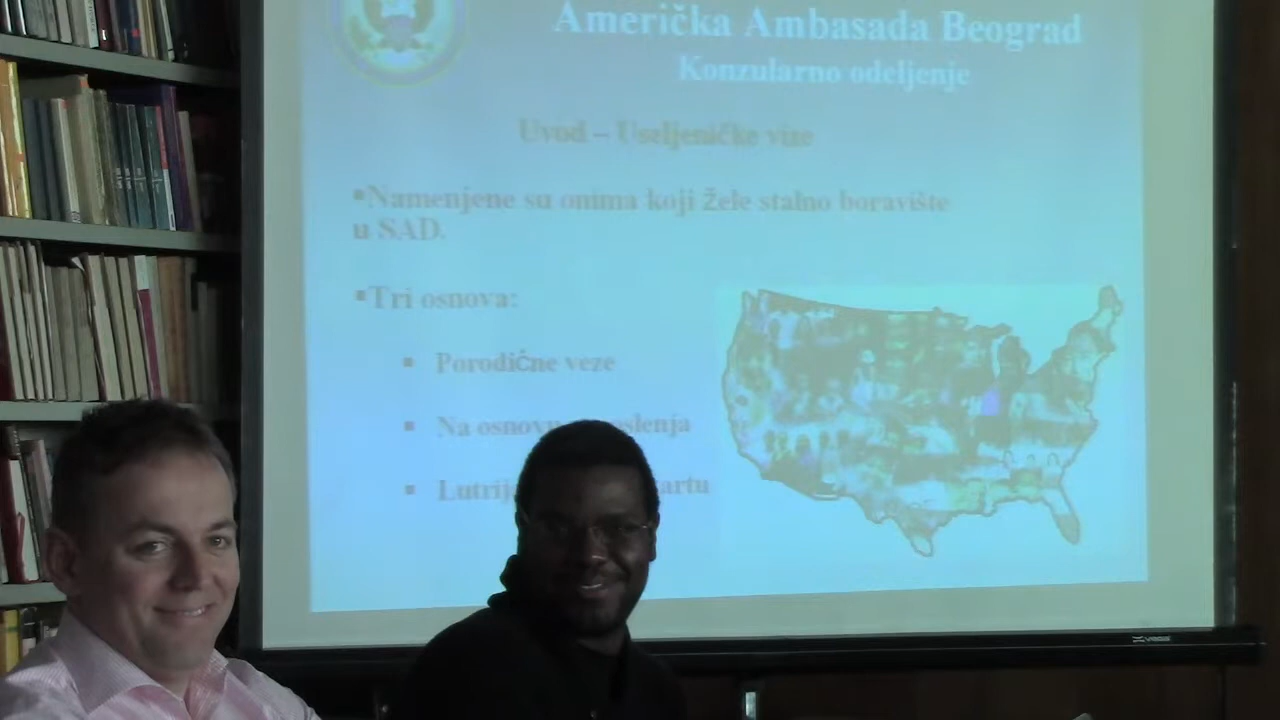 Američka Ambasada Beograd
Konzularno odeljenje
Uvod – Useljeničke vize
▪Namenjene su onima koji žele stalno boravište
u SAD.
▪Tri osnova:
▪ Porodične veze
▪ Na osnovu
▪ Lutrij